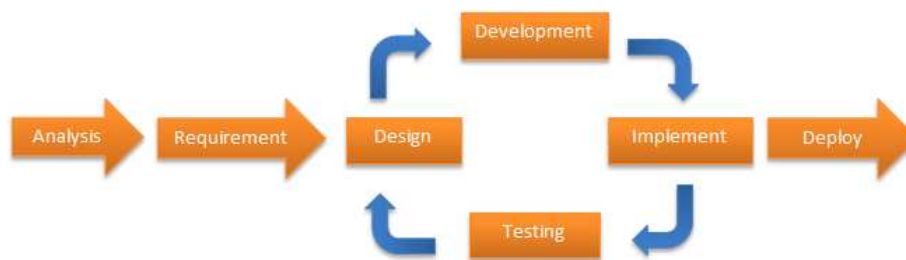 Development
Analysis
Requirement
Design
Implement
Deploy
Testing